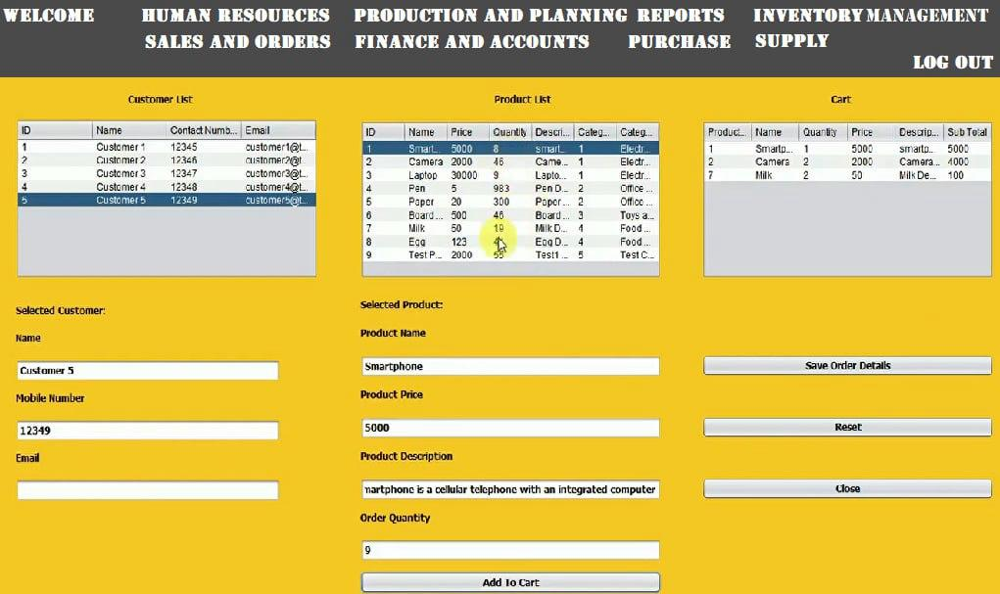 WELCOME HUMAN RESOURCES PRODUCTION AND PLANNING REPORTS INVENTORY MANAGEMENT
SALES AND ORDERS FINANCE AND ACCOUNTS PURCHASE SUPPLY
LOG OUT
Customer List
ID Name Contact Numb... Email
1 Customer 1 12345 customer1@t...
2 Customer 2 12346 customer2@t...
3 Customer 3 12347 customer3@t...
4 Customer 4 12348 customer4@t...
5 Customer 5 12349 customer5@t...
Selected Customer:
Name
Customer 5
Mobile Number
12349
Email
Product List
ID Name Price Quantity Descri... Categ... Categ...
1 Smart... 5000 8 smart... 1 Electr...
2 Camera 2000 46 Came... 1 Electr...
3 Laptop 30000 9 Lapto... 1 Electr...
4 Pen 5 983 Pen D... 2 Office ...
5 Paper 20 300 Paper... 2 Office ...
6 Board ... 500 46 Board ... 3 Toys a...
7 Milk 50 19 Milk D... 4 Food ...
8 Egg 123 Egg D... 4 Food ...
9 Test P... 2000 55 Test1 ... 5 Test C...
Selected Product:
Product Name
Smartphone
Product Price
5000
Product Description
martphone is a cellular telephone with an integrated computer
Order Quantity
9
Add To Cart
Cart
Product... Name Quantity Price Descrip... Sub Total
1 Smartp... 1 5000 smartp... 5000
2 Camera 2 2000 Camera... 4000
7 Milk 2 50 Milk De... 100
Save Order Details
Reset
Close